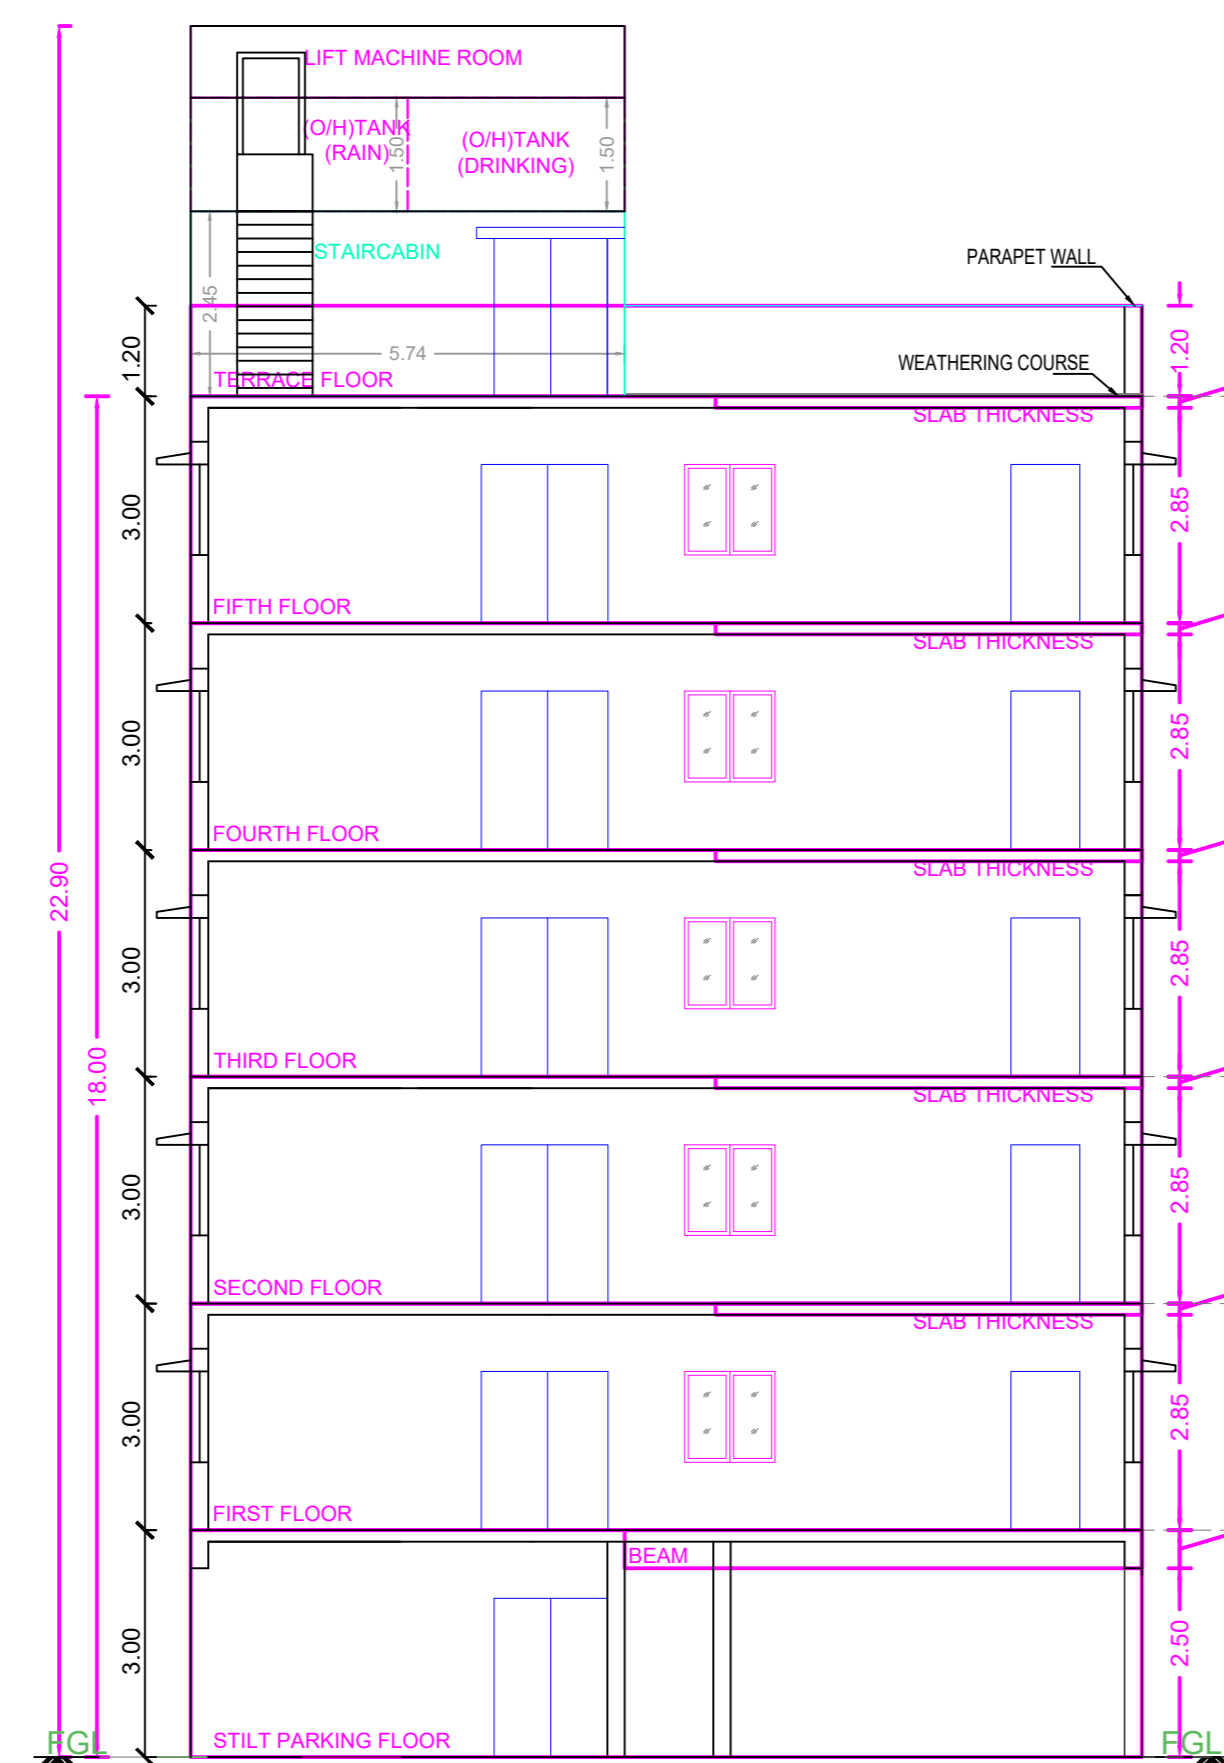 LIFT MACHINE ROOM
(O/H)TANK
(RAIN)
1.50
(O/H)TANK
(DRINKING)
1.50
STAIRCABIN
PARAPET WALL
2.45
1.20
1.20
5.74
WEATHERING COURSE
TERRACE FLOOR
SLAB THICKNESS
3.00
2.85
FIFTH FLOOR
SLAB THICKNESS
3.00
2.85
FOURTH FLOOR
SLAB THICKNESS
22.90
3.00
2.85
THIRD FLOOR
18.00
SLAB THICKNESS
3.00
2.85
SECOND FLOOR
SLAB THICKNESS
3.00
2.85
FIRST FLOOR
BEAM
3.00
2.50
STILT PARKING FLOOR
FGL
FGL